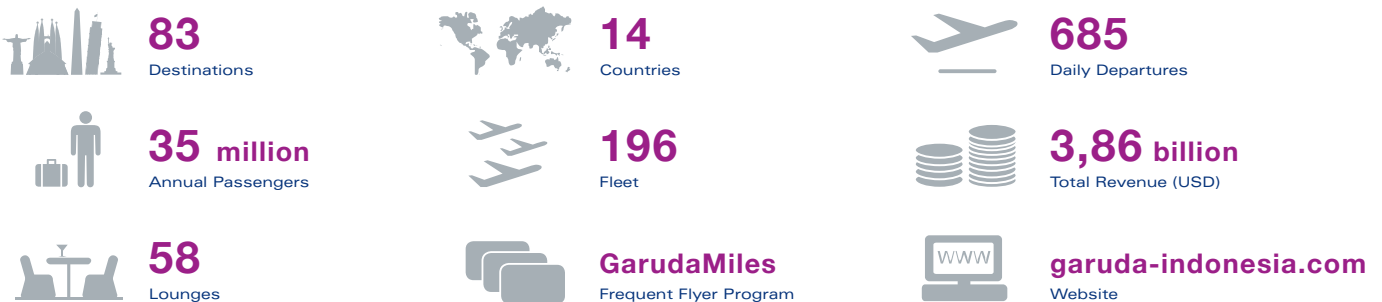 83
Destinations
14
Countries
685
Daily Departures
35 million
Annual Passengers
196
Fleet
3,86 billion
Total Revenue (USD)
58
Lounges
GarudaMiles
Frequent Flyer Program
www
garuda-indonesia.com
Website